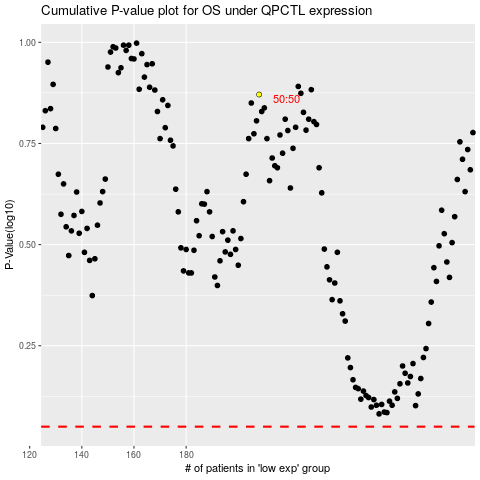 Cumulative P-value plot for OS under QPCTL expression
P-Value(log10)
1.00
0.75
0.50
0.25
50:50
120 140 160 180
# of patients in 'low exp' group